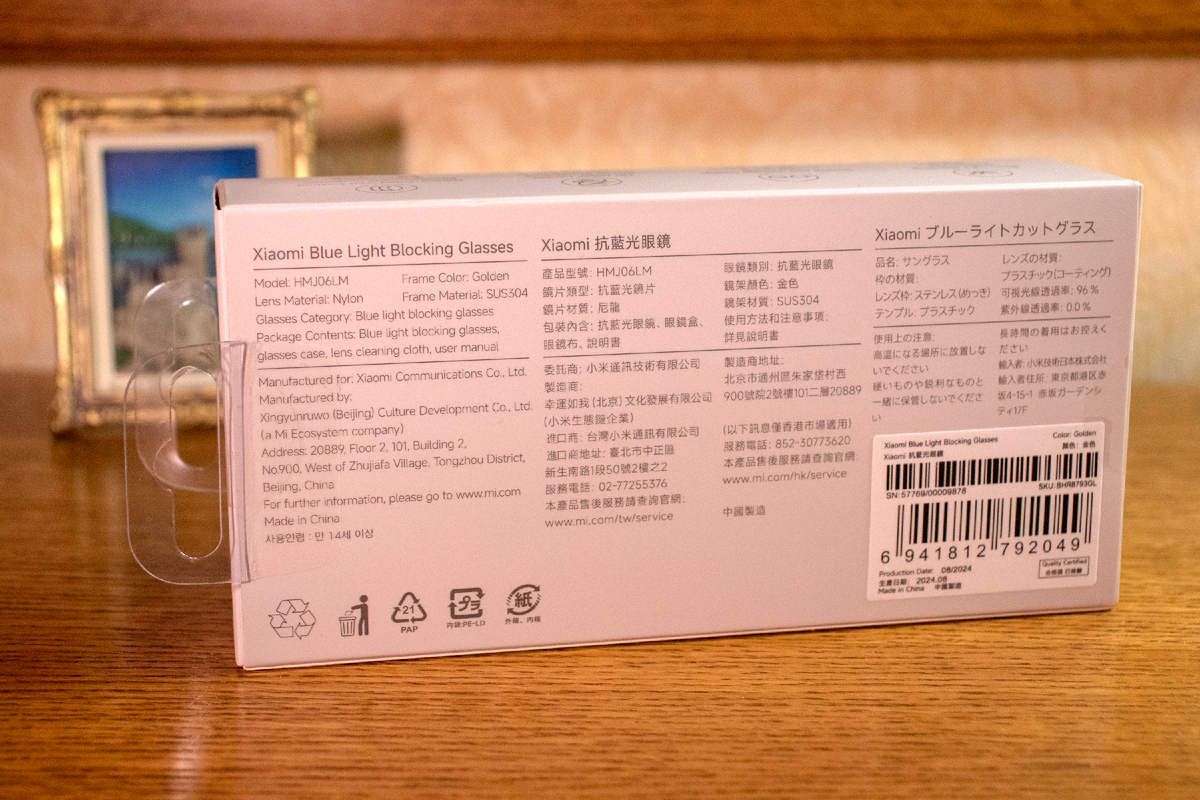 Xiaomi Blue Light Blocking Glasses
Model: HMJ06LM
Frame Color: Golden
Lens Material: Nylon
Frame Material: SUS304
Glasses Category: Blue light blocking glasses
Package Contents: Blue light blocking glasses,
glasses case, lens cleaning cloth, user manual
Manufactured for: Xiaomi Communications Co., Ltd.
Manufactured by:
Xingyunruwo (Beijing) Culture Development Co., Ltd.
(a Mi Ecosystem company)
Address: 20889, Floor 2, 101, Building 2,
No.900, West of Zhujiafa Village, Tongzhou District,
Beijing, China
For further information, please go to www.mi.com
Made in China
사용연령 : 만 14세 이상
21
PAP
プラ
内袋:PE-LD
紙
外箱、内箱
Xiaomi 抗藍光眼鏡
產品型號: HMJ06LM
鏡片類型: 抗藍光鏡片
鏡片材質: 尼龍
包裝內含: 抗藍光眼鏡、眼鏡盒、
眼鏡布、說明書
眼鏡類別: 抗藍光眼鏡
鏡架顏色: 金色
鏡架材質: SUS304
使用方法和注意事項:
詳見說明書
委託商: 小米通訊技術有限公司
製造商:
幸運如我 (北京) 文化發展有限公司
(小米生態鏈企業)
進口商: 台灣小米通訊有限公司
進口商地址: 臺北市中正區
新生南路1段50號2樓之2
服務電話: 02-77255376
本產品售後服務請查詢官網:
www.mi.com/tw/service
製造商地址:
北京市通州區朱家垡村西
900號院2號樓101二層20889
(以下訊息僅香港市場適用)
服務電話: 852-30773620
本產品售後服務請查詢官網:
www.mi.com/hk/service
中國製造
Xiaomi ブルーライトカットグラス
品名: サングラス
枠の材質:
レンズ枠: ステンレス(めっき)
テンプル: プラスチック
レンズの材質:
プラスチック(コーティング)
可視光線透過率: 96 %
紫外線透過率: 0.0 %
使用上の注意:
高温になる場所に放置しな
いでください
硬いものや鋭利なものと
一緒に保管しないでくださ
い
長時間の着用はお控えく
ださい
輸入者: 小米技術日本株式会社
輸入者住所: 東京都港区赤
坂4-15-1 赤坂ガーデンシ
ティ17F
Xiaomi Blue Light Blocking Glasses
Color: Golden
Xiaomi 抗藍光眼鏡
顏色: 金色
SN: 57769/00009878
SKU: BHR8793GL
6 941812 792049
Production Date: 08/2024
生產日期: 2024.08
Made in China 中國製造
Quality Certified
合格證 已檢驗